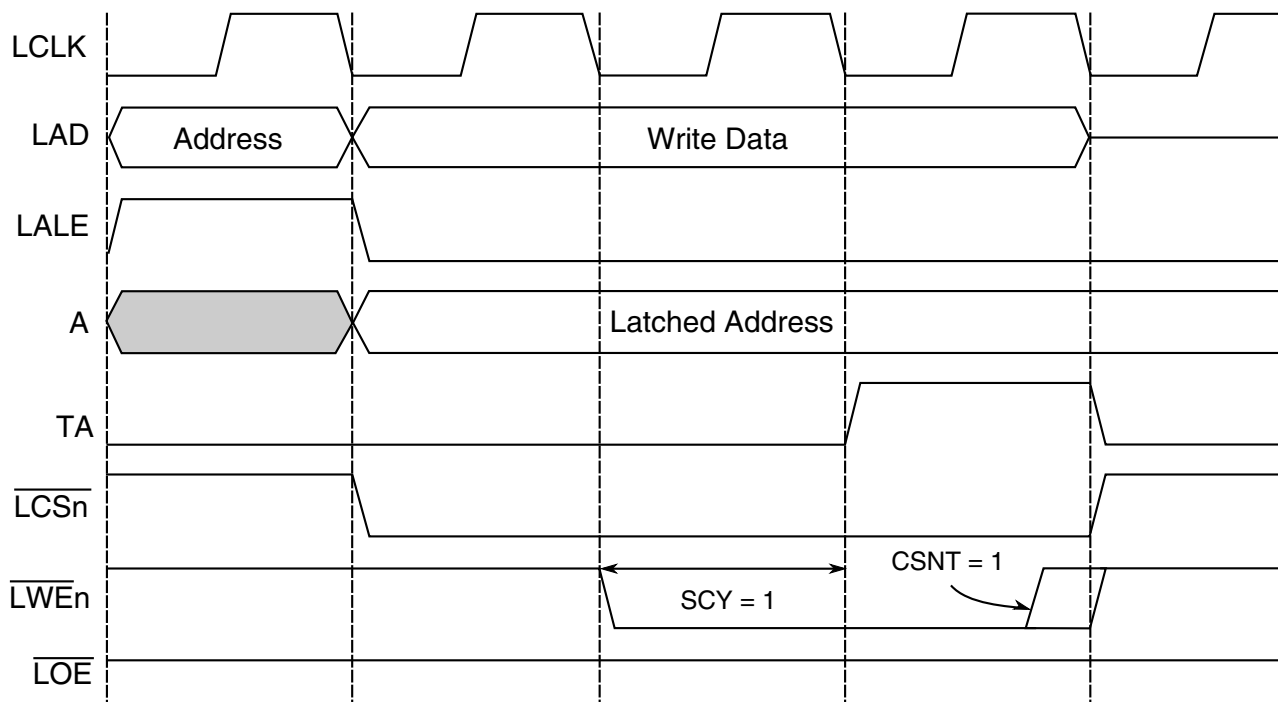 LCLK
LAD
Address
Write Data
LALE
A
Latched Address
TA
LCSn
CSNT = 1
LWEn
SCY = 1
LOE